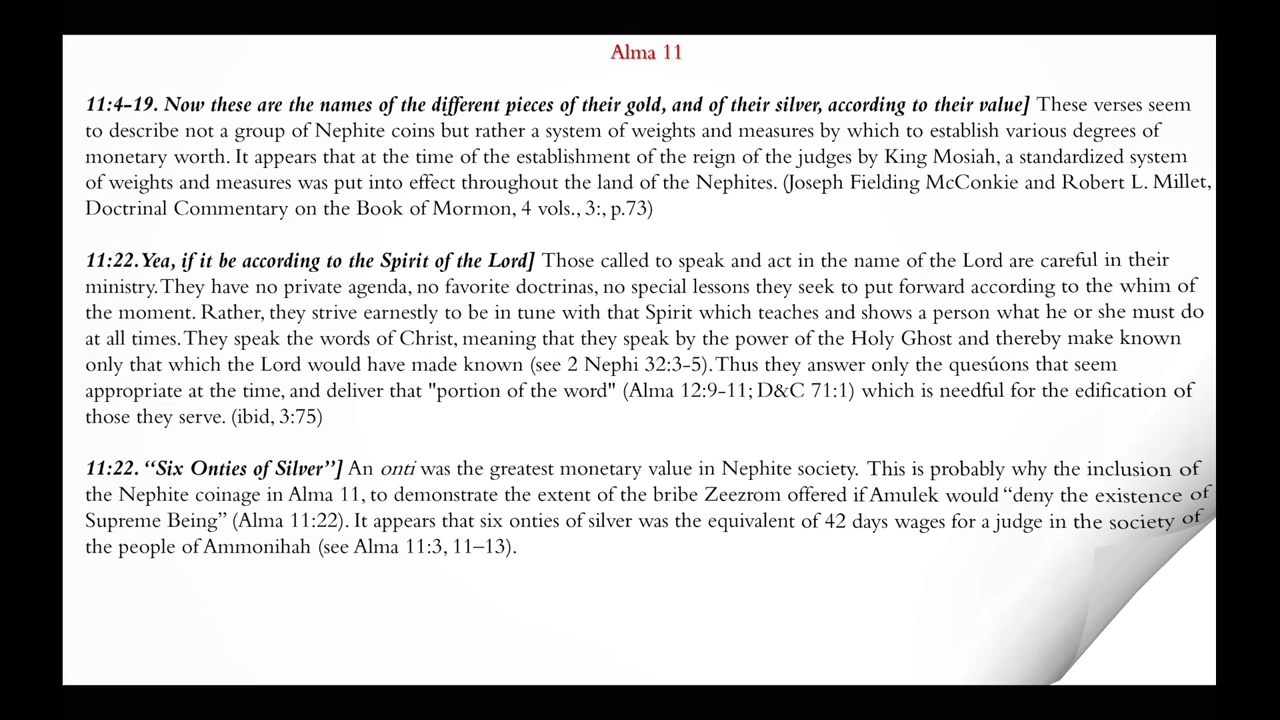 Alma 11
11:4-19. Now these are the names of the different pieces of their gold, and of their silver, according to their value] These verses seem
to describe not a group of Nephite coins but rather a system of weights and measures by which to establish various degrees of
monetary worth. It appears that at the time of the establishment of the reign of the judges by King Mosiah, a standardized system
of weights and measures was put into effect throughout the land of the Nephites. (Joseph Fielding McConkie and Robert L. Millet,
Doctrinal Commentary on the Book of Mormon, 4 vols., 3:, p.73)
11:22. Yea, if it be according to the Spirit of the Lord] Those called to speak and act in the name of the Lord are careful in their
ministry. They have no private agenda, no favorite doctrines, no special lessons they seek to put forward according to the whim of
the moment. Rather, they strive earnestly to be in tune with that Spirit which teaches and shows a person what he or she must do
at all times. They speak the words of Christ, meaning that they speak by the power of the Holy Ghost and thereby make known
only that which the Lord would have made known (see 2 Nephi 32:3-5). Thus they answer only the quesúons that seem
appropriate at the time, and deliver that "portion of the word" (Alma 12:9-11; D&C 71:1) which is needful for the edification of
those they serve. (ibid, 3:75)
11:22. “Six Onties of Silver”] An onti was the greatest monetary value in Nephite society. This is probably why the inclusion of
the Nephite coinage in Alma 11, to demonstrate the extent of the bribe Zeezrom offered if Amulek would “deny the existence of
Supreme Being” (Alma 11:22). It appears that six onties of silver was the equivalent of 42 days wages for a judge in the society of
the people of Ammonihah (see Alma 11:3, 11–13).